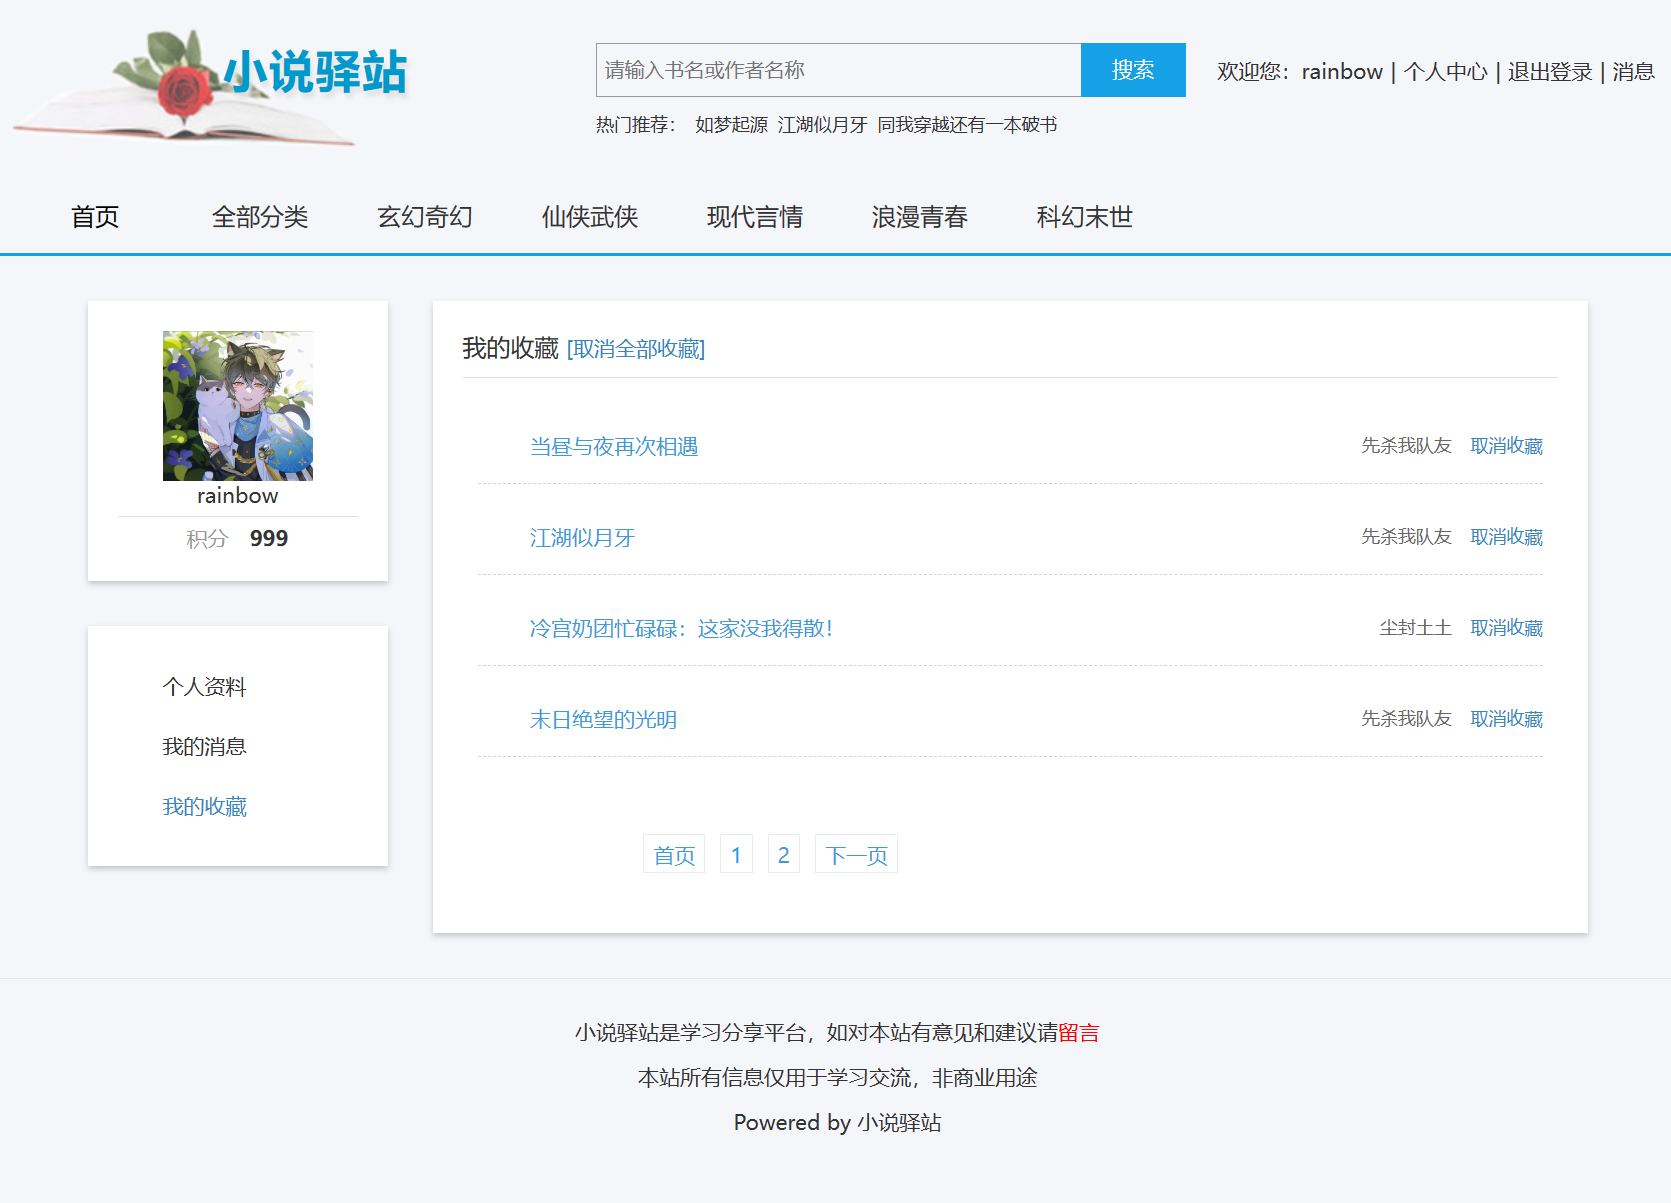 小说驿站
请输入书名或作者名称 搜索 欢迎您：rainbow | 个人中心 | 退出登录 | 消息
热门推荐： 如梦起源 江湖似月牙 同我穿越还有一本破书
首页 全部分类 玄幻奇幻 仙侠武侠 现代言情 浪漫青春 科幻末世
rainbow
积分 999
个人资料
我的消息
我的收藏
我的收藏 [取消全部收藏]
当昼与夜再次相遇 先杀我队友 取消收藏
江湖似月牙 先杀我队友 取消收藏
冷宫奶团忙碌碌：这家没我得散！ 尘封土土 取消收藏
末日绝望的光明 先杀我队友 取消收藏
首页 1 2 下一页
小说驿站是学习分享平台，如对本站有意见和建议请留言
本站所有信息仅用于学习交流，非商业用途
Powered by 小说驿站